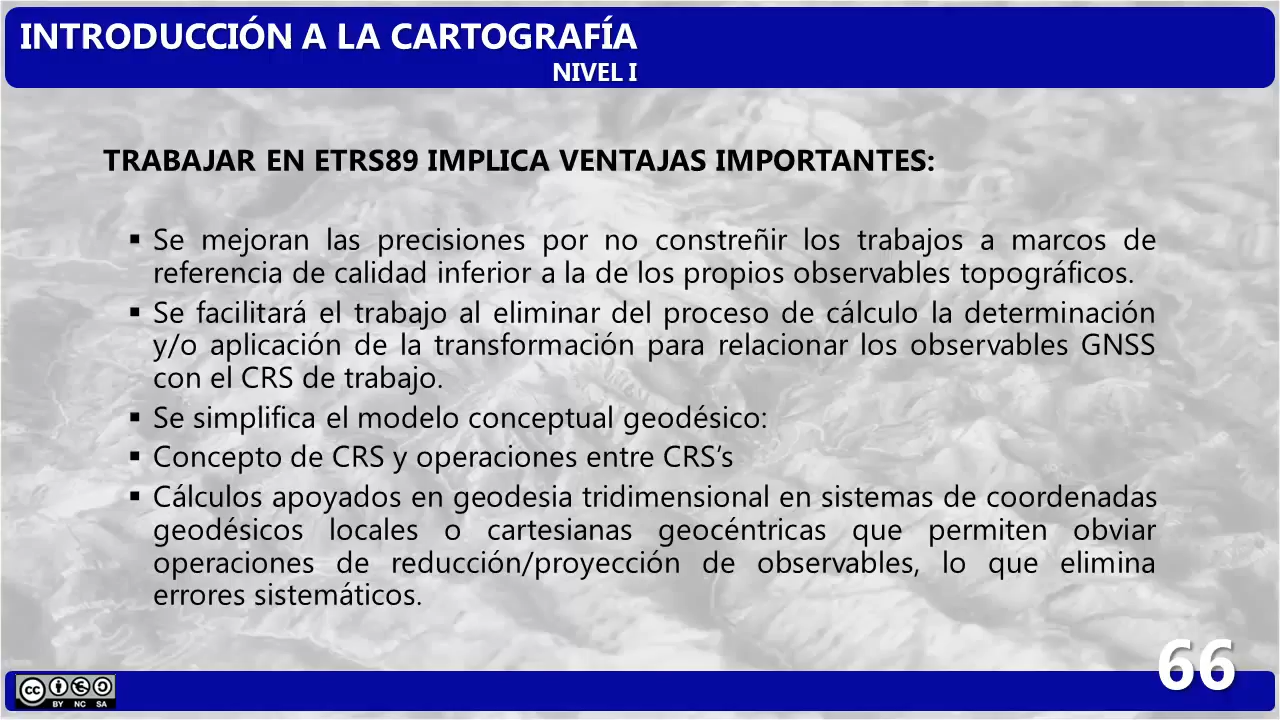 INTRODUCCIÓN A LA CARTOGRAFÍA
NIVEL I
TRABAJAR EN ETRS89 IMPLICA VENTAJAS IMPORTANTES:
▪ Se mejoran las precisiones por no constreñir los trabajos a marcos de
referencia de calidad inferior a la de los propios observables topográficos.
▪ Se facilitará el trabajo al eliminar del proceso de cálculo la determinación
y/o aplicación de la transformación para relacionar los observables GNSS
con el CRS de trabajo.
▪ Se simplifica el modelo conceptual geodésico:
▪ Concepto de CRS y operaciones entre CRS’s
▪ Cálculos apoyados en geodesia tridimensional en sistemas de coordenadas
geodésicos locales o cartesianas geocéntricas que permiten obviar
operaciones de reducción/proyección de observables, lo que elimina
errores sistemáticos.
66
cc
BY NC SA